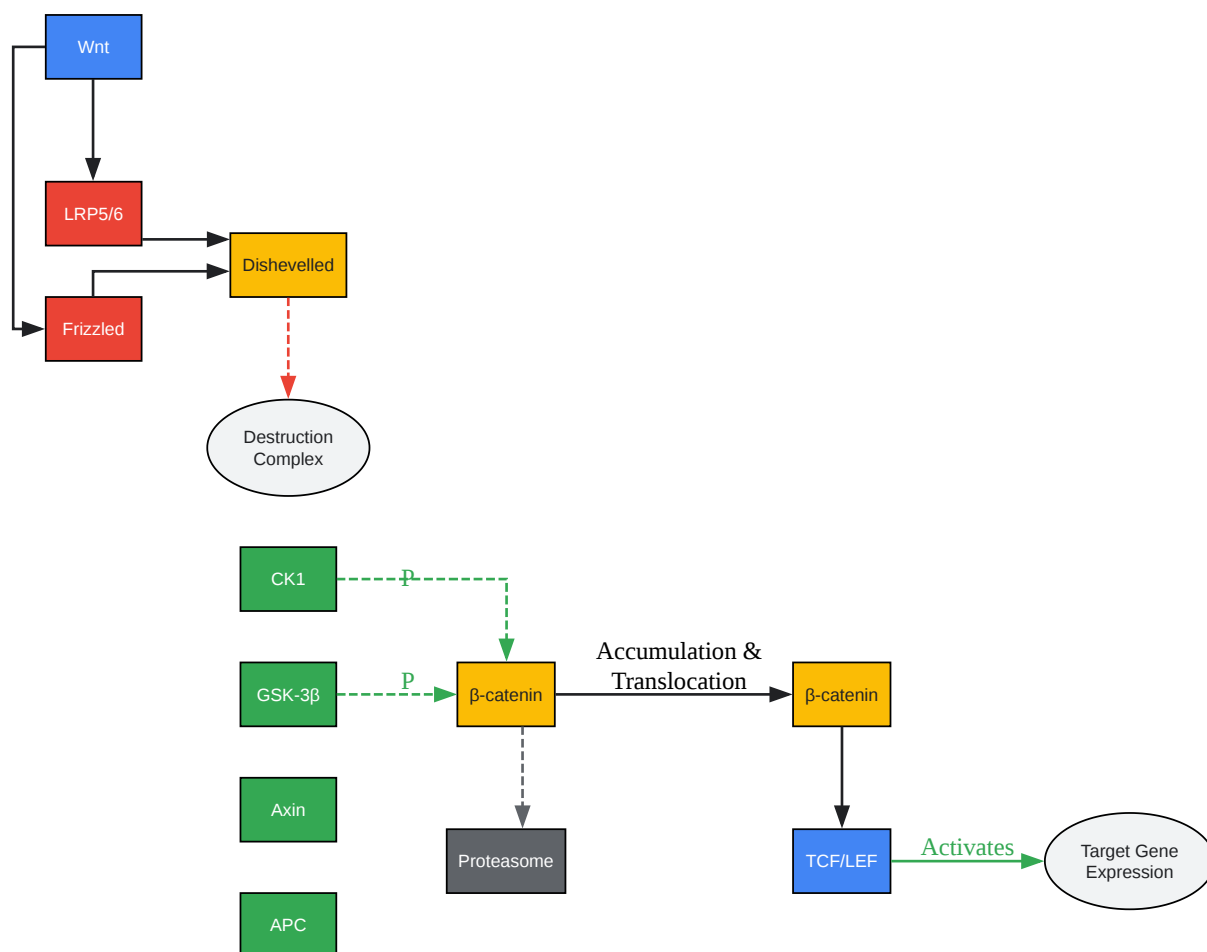 Wnt
LRP5/6
Dishevelled
Frizzled
Destruction
Complex
CK1
P
Accumulation &
Translocation
GSK-3β
P
β-catenin
β-catenin
Axin
Proteasome
TCF/LEF
Activates
Target Gene
Expression
APC